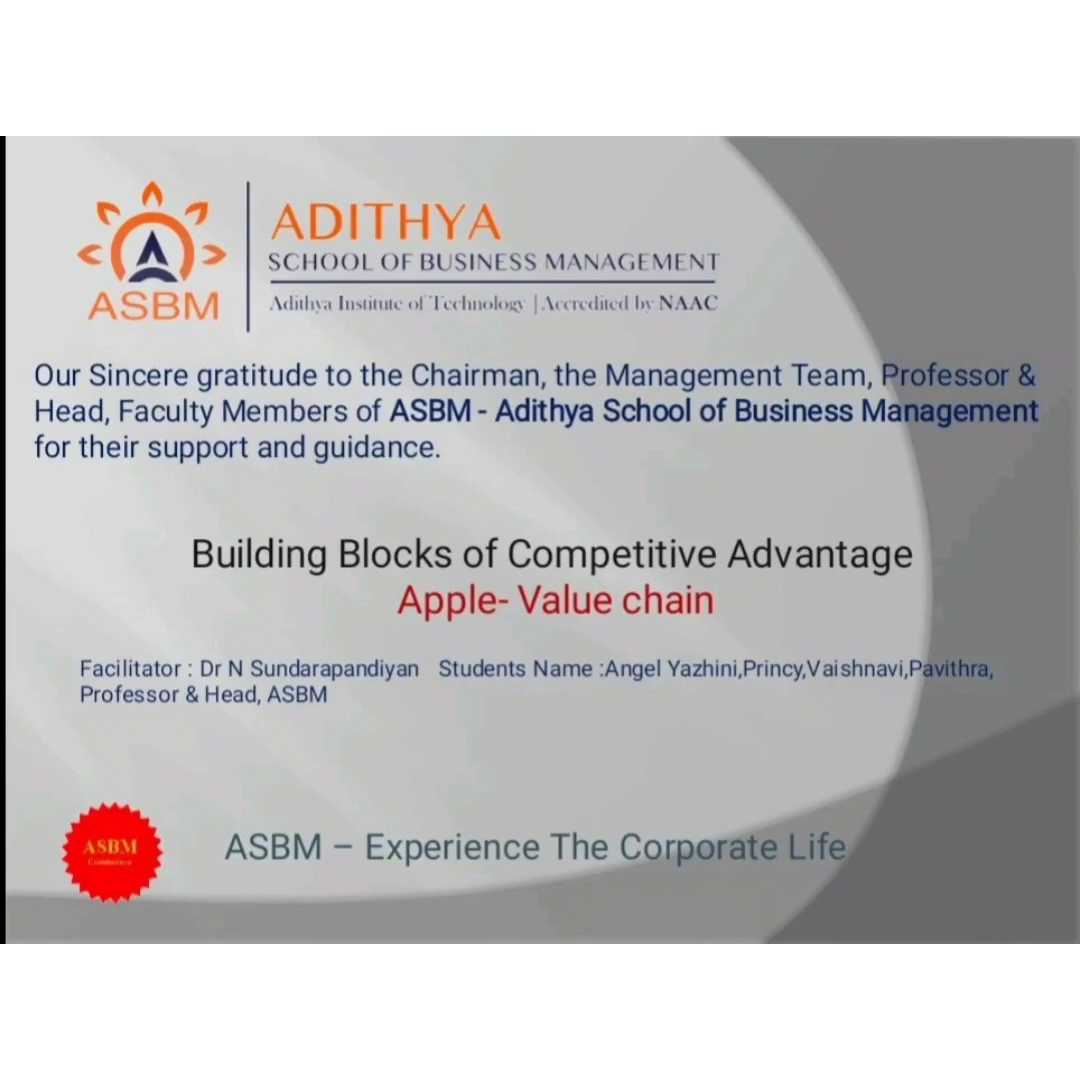 ASBM
ADITHYA
SCHOOL OF BUSINESS MANAGEMENT
Adithya Institute of Technology | Accredited by NAAC
Our Sincere gratitude to the Chairman, the Management Team, Professor &
Head, Faculty Members of ASBM - Adithya School of Business Management
for their support and guidance.
Building Blocks of Competitive Advantage
Apple- Value chain
Facilitator : Dr N Sundarapandiyan Students Name :Angel Yazhini,Princy,Vaishnavi,Pavithra,
Professor & Head, ASBM
ASBM
Coimbatore
ASBM – Experience The Corporate Life